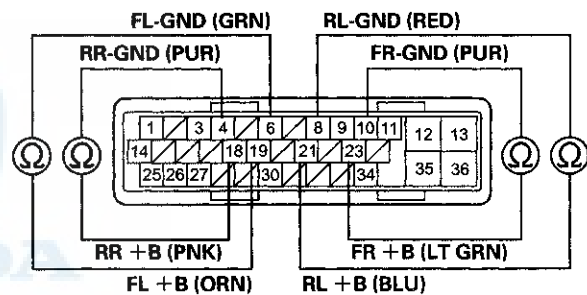 FL-GND (GRN) RL-GND (RED)
RR-GND (PUR) FR-GND (PUR)
1 3 4 6 8 9 10 11 12 13
Ω Ω 14 18 19 21 23 Ω Ω
25 26 27 30 34 35 36
RR +B (PNK) FR +B (LT GRN)
FL +B (ORN) RL +B (BLU)